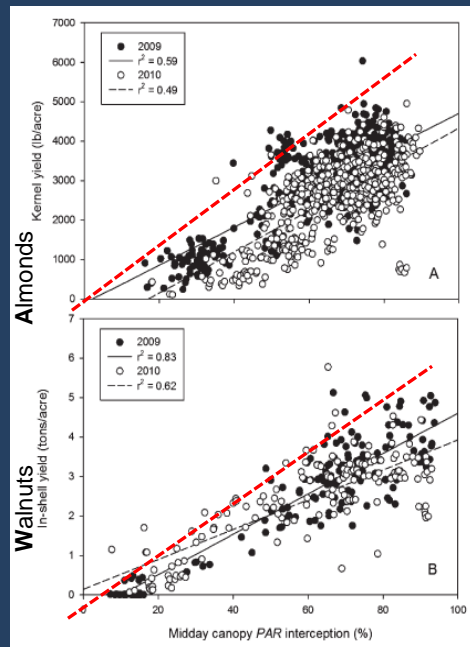 Almonds
Kernel yield (lb/acre)
7000
6000
5000
4000
3000
2000
1000
0
2009
r² = 0.59
2010
r² = 0.49
A
Walnuts
In-shell yield (tons/acre)
7
6
5
4
3
2
1
0
2009
r² = 0.83
2010
r² = 0.62
B
0 20 40 60 80 100
Midday canopy PAR interception (%)